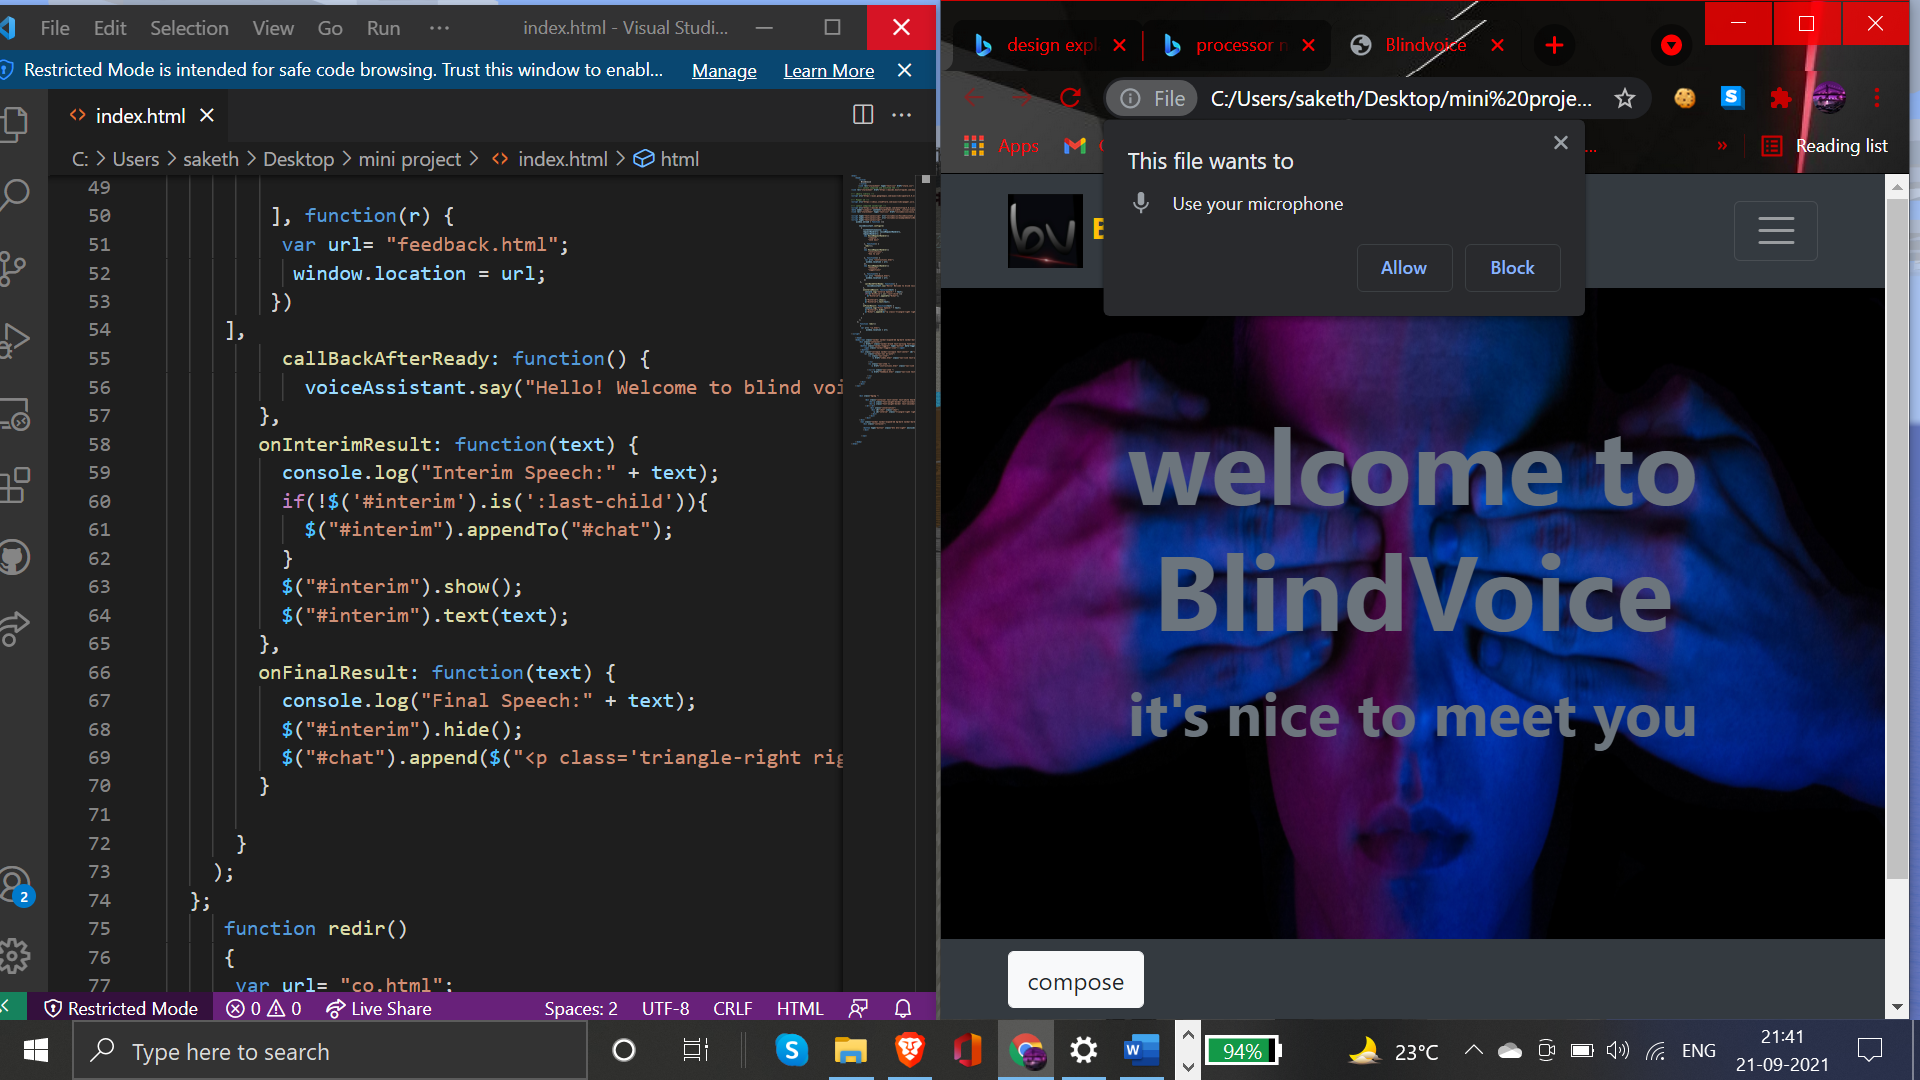 File Edit Selection View Go Run ··· index.html - Visual Studi...
Restricted Mode is intended for safe code browsing. Trust this window to enabl... Manage Learn More
index.html
C: > Users > saketh > Desktop > mini project > index.html > html
49
50 ], function(r) {
51 var url= "feedback.html";
52 window.location = url;
53 })
54 ],
55 callBackAfterReady: function() {
56 voiceAssistant.say("Hello! Welcome to blind voi
57 },
58 onInterimResult: function(text) {
59 console.log("Interim Speech:" + text);
60 if(!$('#interim').is(':last-child')){
61 $("#interim").appendTo("#chat");
62 }
63 $("#interim").show();
64 $("#interim").text(text);
65 },
66 onFinalResult: function(text) {
67 console.log("Final Speech:" + text);
68 $("#interim").hide();
69 $("#chat").append($("<p class='triangle-right rig
70 }
71
72 }
73 );
74 };
75 function redir()
76 {
77 var url= "co.html";
2
Restricted Mode 0 0 Live Share Spaces: 2 UTF-8 CRLF HTML
design expl processor Blindvoice
File C:/Users/saketh/Desktop/mini%20proje...
Apps ... » Reading list
This file wants to
Use your microphone
Allow Block
bv
welcome to
BlindVoice
it's nice to meet you
compose
Type here to search
94% 23°C ENG 21:41
21-09-2021